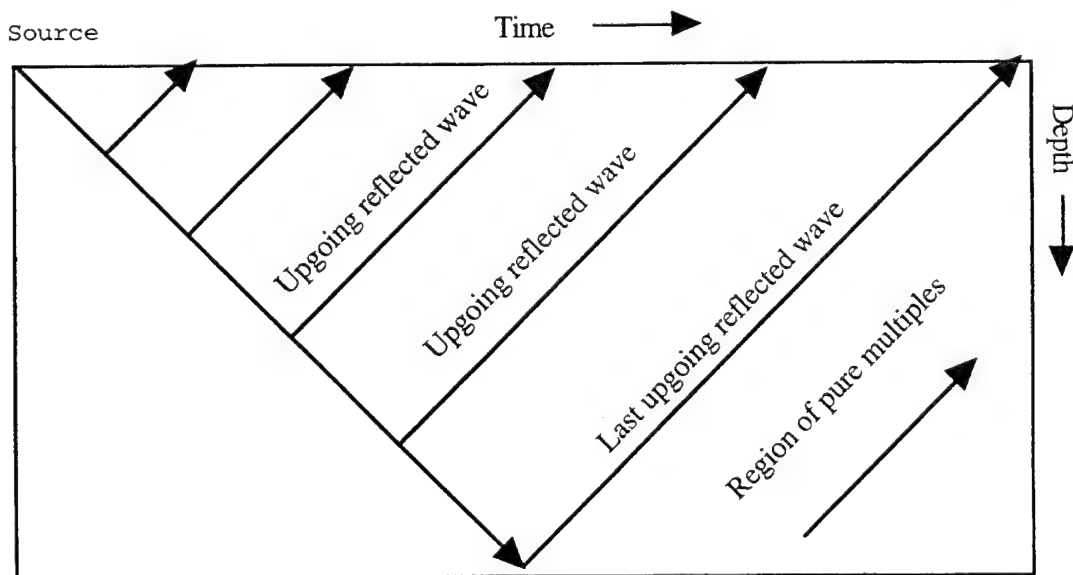 Source
Time
Depth
Upgoing reflected wave
Upgoing reflected wave
Last upgoing reflected wave
Region of pure multiples